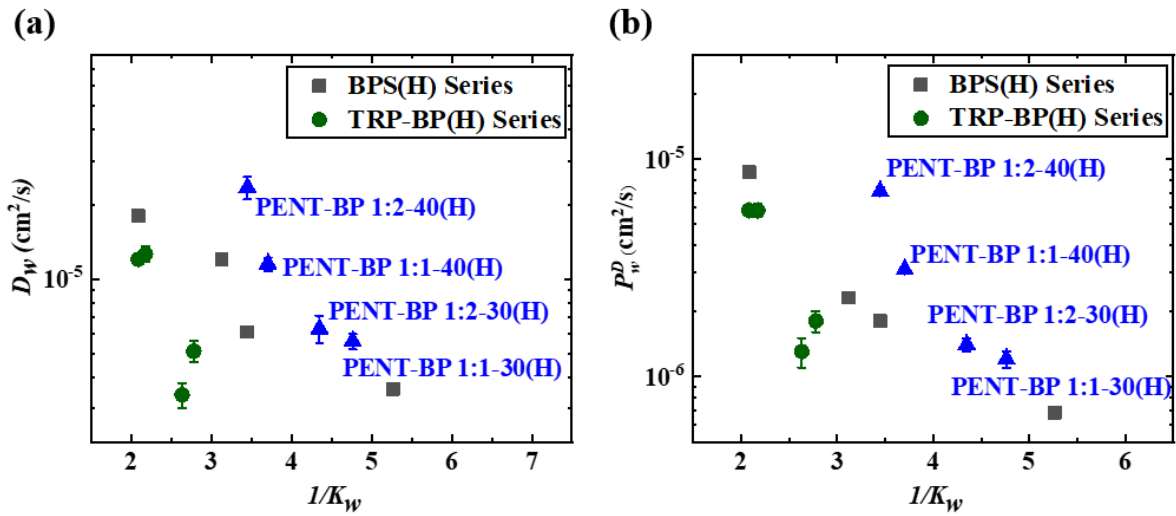 (a)
BPS(H) Series
TRP-BP(H) Series
PENT-BP 1:2-40(H)
PENT-BP 1:1-40(H)
PENT-BP 1:2-30(H)
PENT-BP 1:1-30(H)
D_w (cm²/s)
10⁻⁵
2 3 4 5 6 7
1/K_w
(b)
BPS(H) Series
TRP-BP(H) Series
PENT-BP 1:2-40(H)
PENT-BP 1:1-40(H)
PENT-BP 1:2-30(H)
PENT-BP 1:1-30(H)
P_w^D (cm²/s)
10⁻⁵
10⁻⁶
2 3 4 5 6
1/K_w